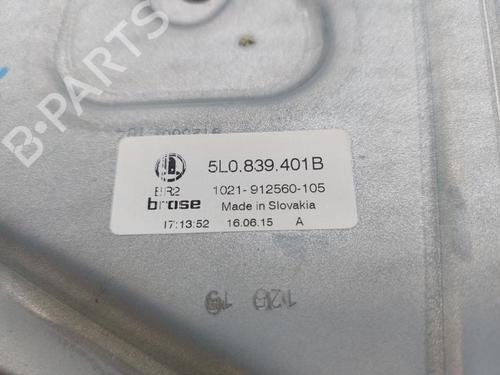 B-PARTS
5L0.839.401B
BR2 1021-912560-105
brose Made in Slovakia
17:13:52 16.06.15 A